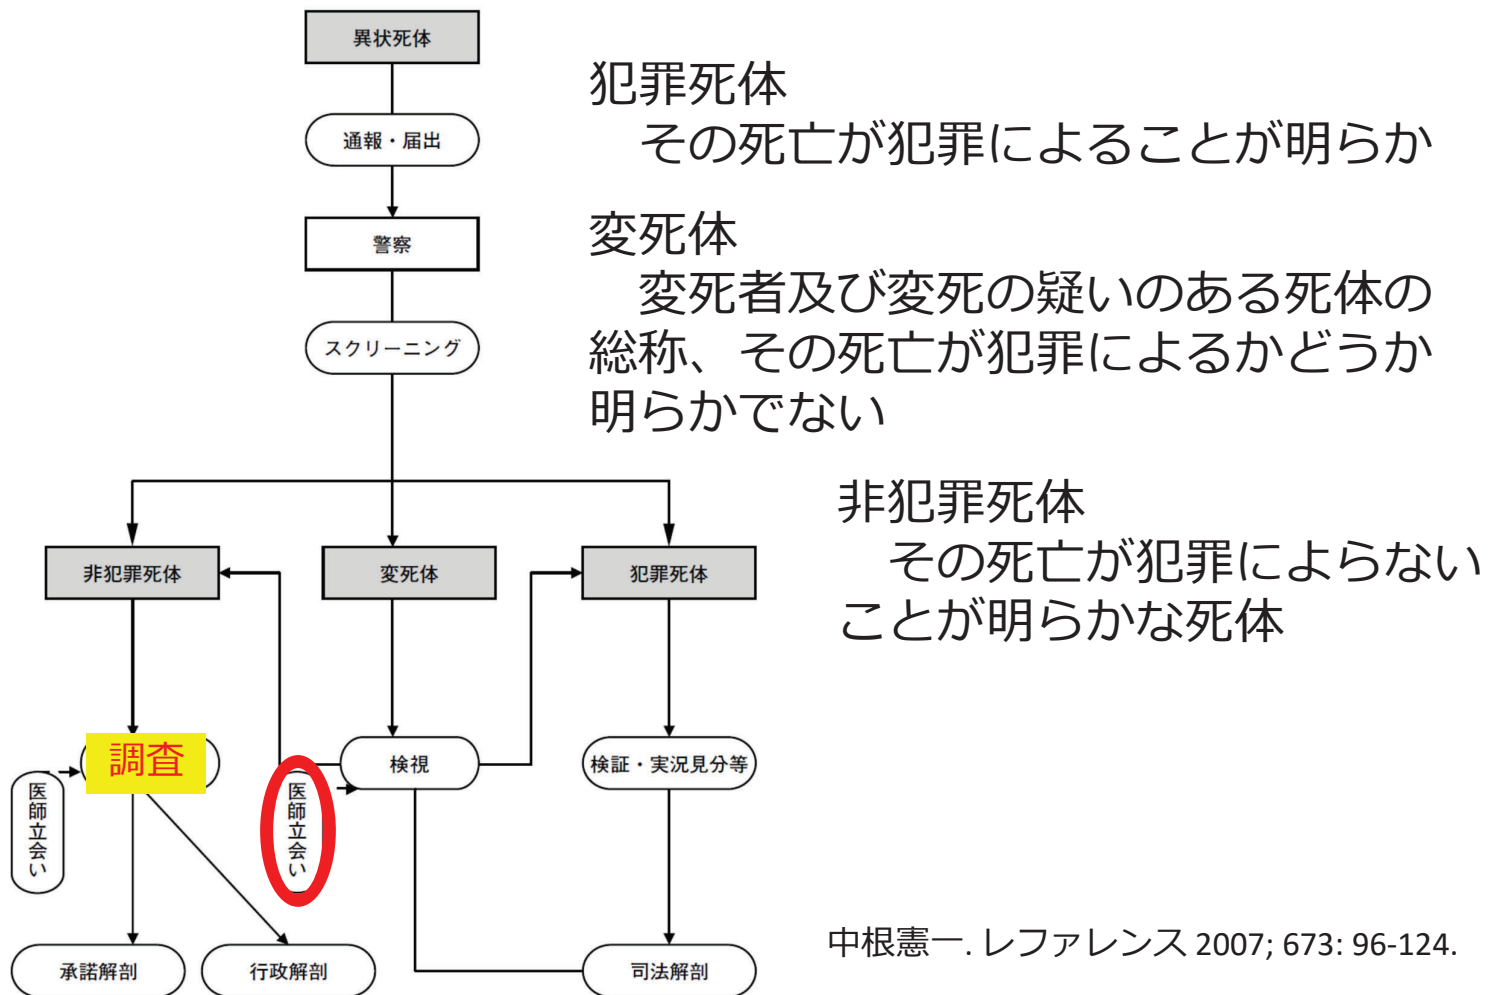 異状死体
通報・届出
警察
スクリーニング
犯罪死体
その死亡が犯罪によることが明らか
変死体
変死者及び変死の疑いのある死体の
総称、その死亡が犯罪によるかどうか
明らかでない
非犯罪死体
その死亡が犯罪によらない
ことが明らかな死体
非犯罪死体
変死体
犯罪死体
調査
検視
検証・実況見分等
医師立会い
医師立会い
承諾解剖
行政解剖
司法解剖
中根憲一. レファレンス 2007; 673: 96-124.